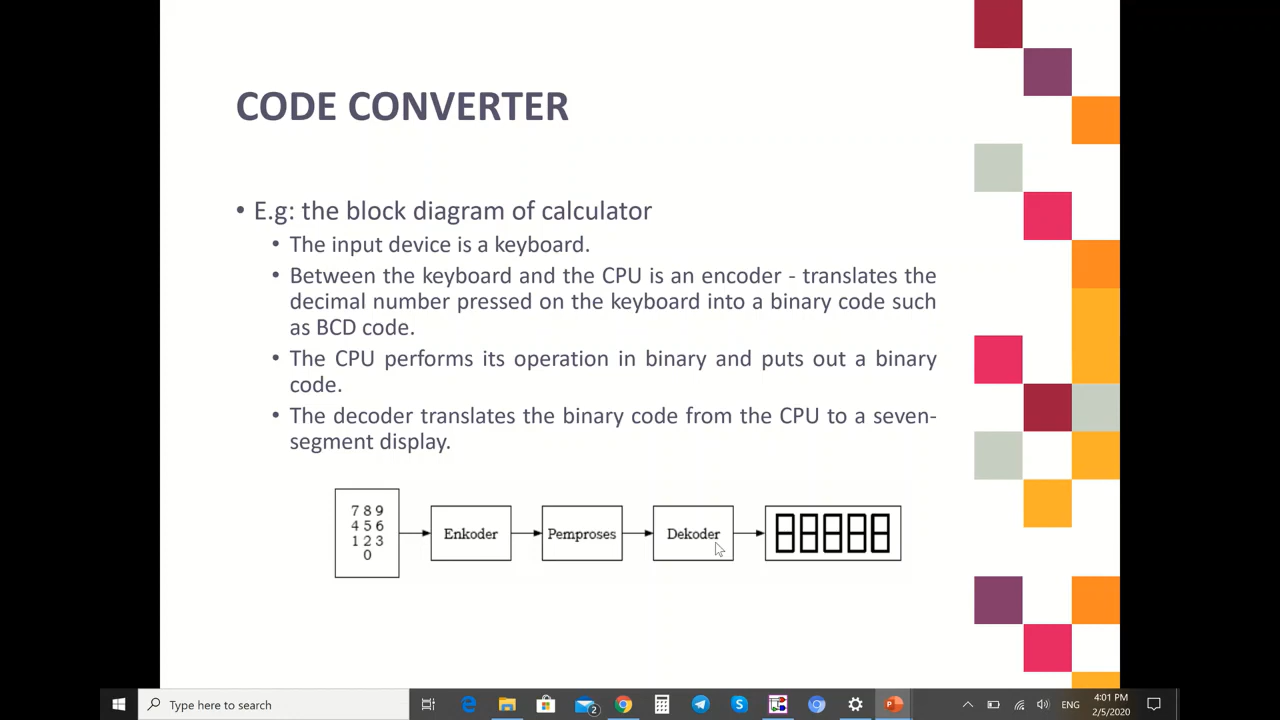 CODE CONVERTER
• E.g: the block diagram of calculator
• The input device is a keyboard.
• Between the keyboard and the CPU is an encoder - translates the
decimal number pressed on the keyboard into a binary code such
as BCD code.
• The CPU performs its operation in binary and puts out a binary
code.
• The decoder translates the binary code from the CPU to a seven-
segment display.
7 8 9
4 5 6
1 2 3
0
Enkoder
Pemproses
Dekoder
88888
Type here to search
2
ENG
4:01 PM
2/5/2020